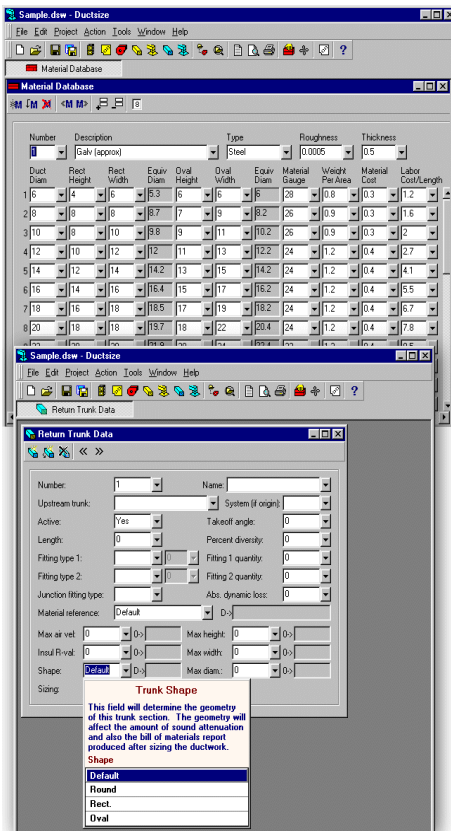 Sample.dsw - Ductsize
File Edit Project Action Tools Window Help
Material Database
Material Database
M M M <M M> 8
Number Description Type Roughness Thickness
1 Galv (approx) Steel 0.0005 0.5
Duct Diam Rect Height Rect Width Equiv Diam Oval Height Oval Width Equiv Diam Material Gauge Weight Per Area Material Cost Labor Cost/Length
1 6 4 6 5.3 6 6 6 28 0.8 0.3 1.2
2 8 8 8 8.7 7 9 8.2 26 0.9 0.3 1.6
3 10 8 10 9.8 9 11 10.2 26 0.9 0.3 2
4 12 10 12 12 11 13 12.2 24 1.2 0.4 2.7
5 14 12 14 14.2 13 15 14.2 24 1.2 0.4 4.1
6 16 14 16 16.4 15 17 16.2 24 1.2 0.4 5.5
7 18 16 18 18.5 17 19 18.2 24 1.2 0.4 6.7
8 20 18 18 19.7 18 22 20.4 24 1.2 0.4 7.8
Sample.dsw - Ductsize
File Edit Project Action Tools Window Help
Return Trunk Data
Return Trunk Data
Number: 1 Name:
Upstream trunk: System (if origin):
Active: Yes Takeoff angle: 0
Length: 0 Percent diversity: 0
Fitting type 1: 0 Fitting 1 quantity: 0
Fitting type 2: 0 Fitting 2 quantity: 0
Junction fitting type: Abs. dynamic loss: 0
Material reference: Default D->
Max air vel: 0 0-> Max height: 0 0->
Insul R-val: 0 0-> Max width: 0 0->
Shape: Default D-> Max diam.: 0 0->
Sizing:
Trunk Shape
This field will determine the geometry
of this trunk section. The geometry will
affect the amount of sound attenuation
and also the bill of materials report
produced after sizing the ductwork.
Shape
Default
Round
Rect.
Oval